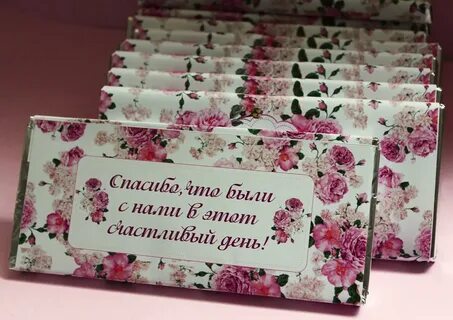 Спасибо, что были
с нами в этот
счастливый день!